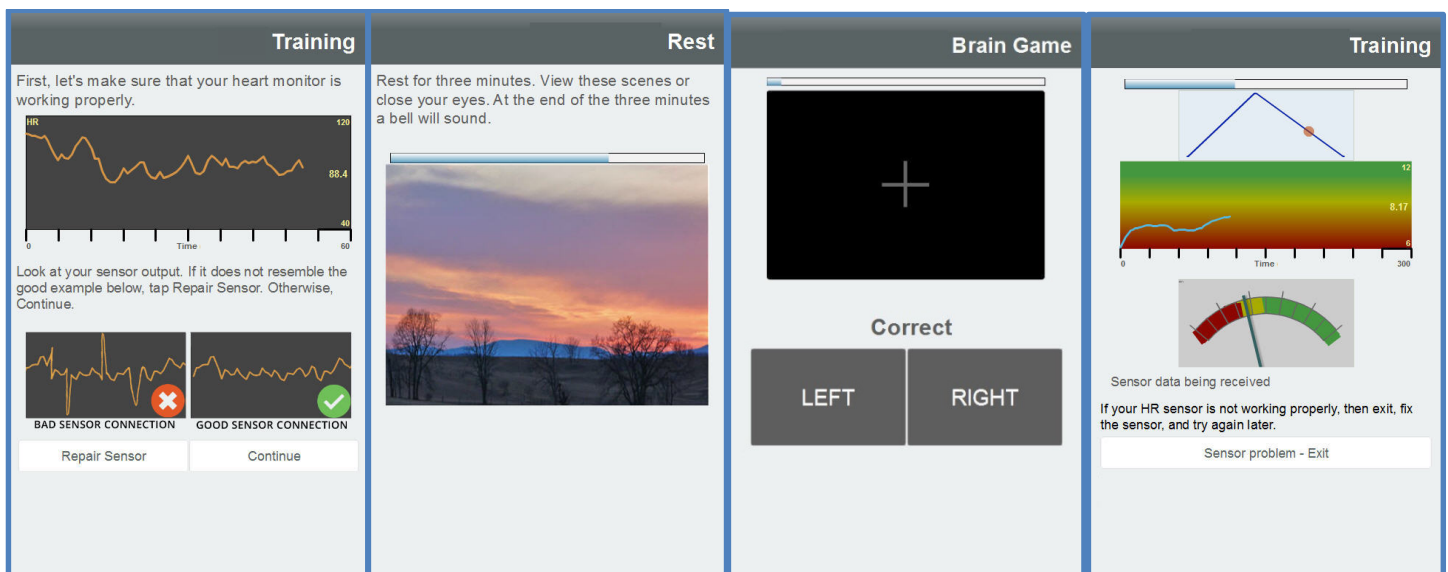 Training
First, let's make sure that your heart monitor is
working properly.
HR
120
88.4
40
0
Time
60
Look at your sensor output. If it does not resemble the
good example below, tap Repair Sensor. Otherwise,
Continue.
BAD SENSOR CONNECTION
GOOD SENSOR CONNECTION
Repair Sensor
Continue
Rest
Rest for three minutes. View these scenes or
close your eyes. At the end of the three minutes
a bell will sound.
Brain Game
Correct
LEFT
RIGHT
Training
12
8.17
6
0
Time
300
Sensor data being received
If your HR sensor is not working properly, then exit, fix
the sensor, and try again later.
Sensor problem - Exit